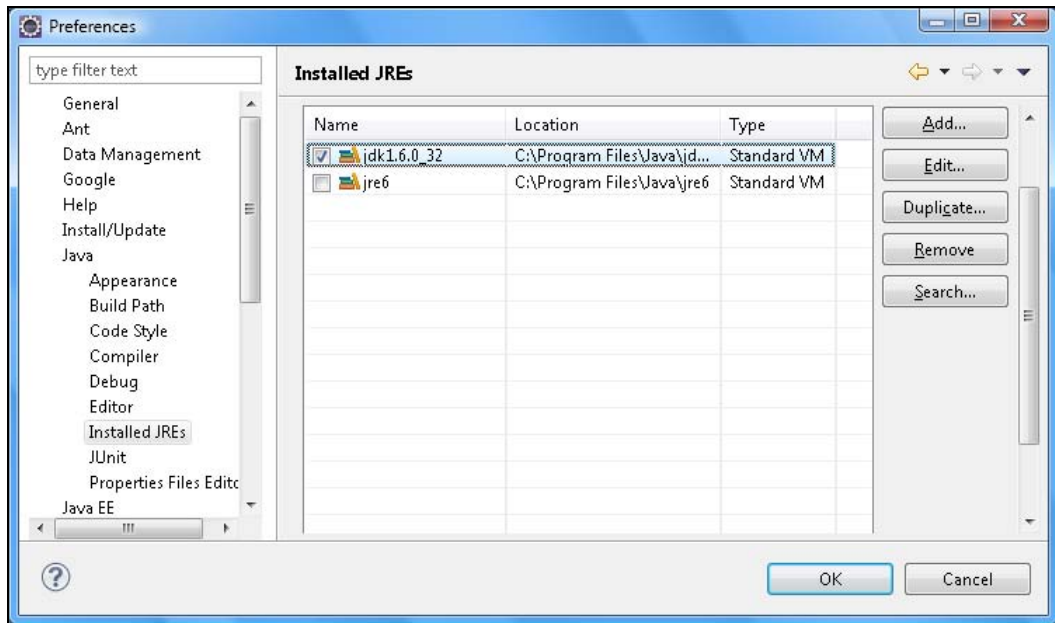 Preferences
type filter text
General
Ant
Data Management
Google
Help
Install/Update
Java
Appearance
Build Path
Code Style
Compiler
Debug
Editor
Installed JREs
JUnit
Properties Files Edito
Java EE
Installed JREs
Name Location Type
jdk1.6.0_32 C:\Program Files\Java\jd... Standard VM
jre6 C:\Program Files\Java\jre6 Standard VM
Add...
Edit...
Duplicate...
Remove
Search...
OK Cancel